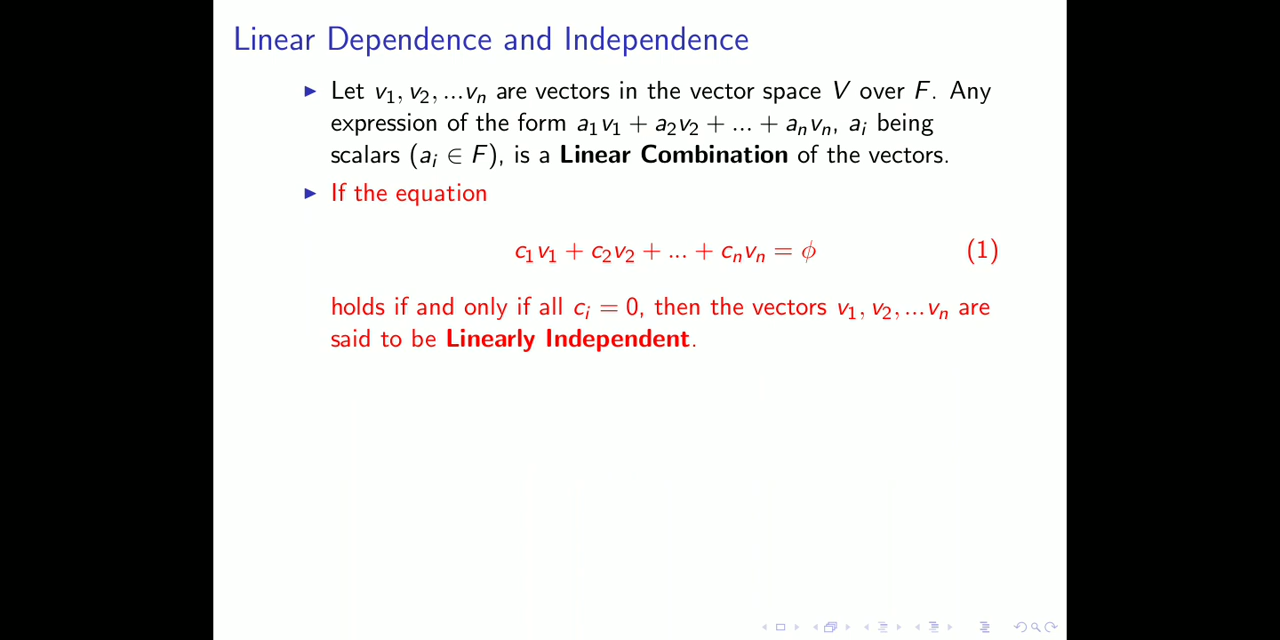 Linear Dependence and Independence
▶ Let v₁, v₂, ...vₙ are vectors in the vector space V over F. Any
expression of the form a₁v₁ + a₂v₂ + ... + aₙvₙ, aᵢ being
scalars (aᵢ ∈ F), is a Linear Combination of the vectors.
▶ If the equation
c₁v₁ + c₂v₂ + ... + cₙvₙ = ϕ (1)
holds if and only if all cᵢ = 0, then the vectors v₁, v₂, ...vₙ are
said to be Linearly Independent.